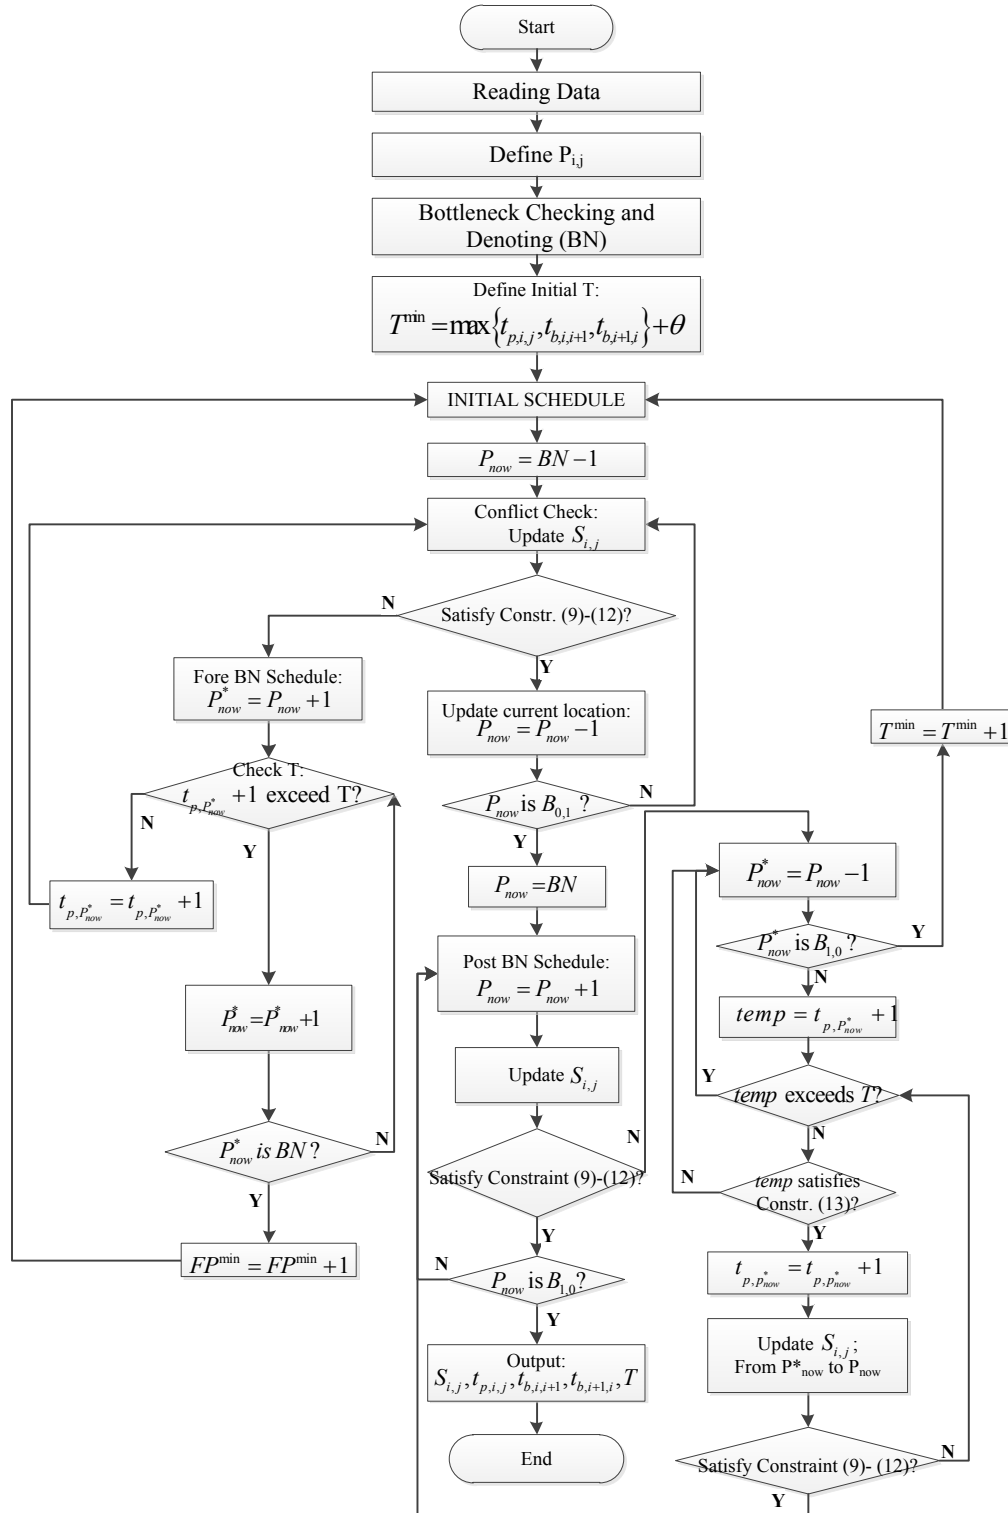 Start
Reading Data
Define P_{i,j}
Bottleneck Checking and
Denoting (BN)
Define Initial T:
T^{min} = max{t_{p,i,j}, t_{b,i,i+1}, t_{b,i+1,i}} + θ
INITIAL SCHEDULE
P_{now} = BN − 1
Conflict Check:
Update S_{i,j}
Satisfy Constr. (9)-(12)?
N
Y
Fore BN Schedule:
P^{*}_{now} = P_{now} + 1
Check T:
t_{p,P^{*}_{now}} + 1 exceed T?
N
Y
t_{p,P^{*}_{now}} = t_{p,P^{*}_{now}} + 1
P^{*}_{now} = P^{*}_{now} + 1
P^{*}_{now} is BN ?
N
Y
FP^{min} = FP^{min} + 1
Update current location:
P_{now} = P_{now} − 1
P_{now} is B_{0,1} ?
N
Y
P_{now} = BN
Post BN Schedule:
P_{now} = P_{now} + 1
Update S_{i,j}
Satisfy Constraint (9)-(12)?
N
Y
P_{now} is B_{1,0} ?
N
Y
Output:
S_{i,j}, t_{p,i,j}, t_{b,i,i+1}, t_{b,i+1,i}, T
End
T^{min} = T^{min} + 1
P^{*}_{now} = P_{now} − 1
P^{*}_{now} is B_{1,0} ?
Y
N
temp = t_{p,P^{*}_{now}} + 1
temp exceeds T?
Y
N
temp satisfies
Constr. (13)?
N
Y
t_{p,p^{*}_{now}} = t_{p,p^{*}_{now}} + 1
Update S_{i,j} ;
From P*_{now} to P_{now}
Satisfy Constraint (9)- (12)?
N
Y